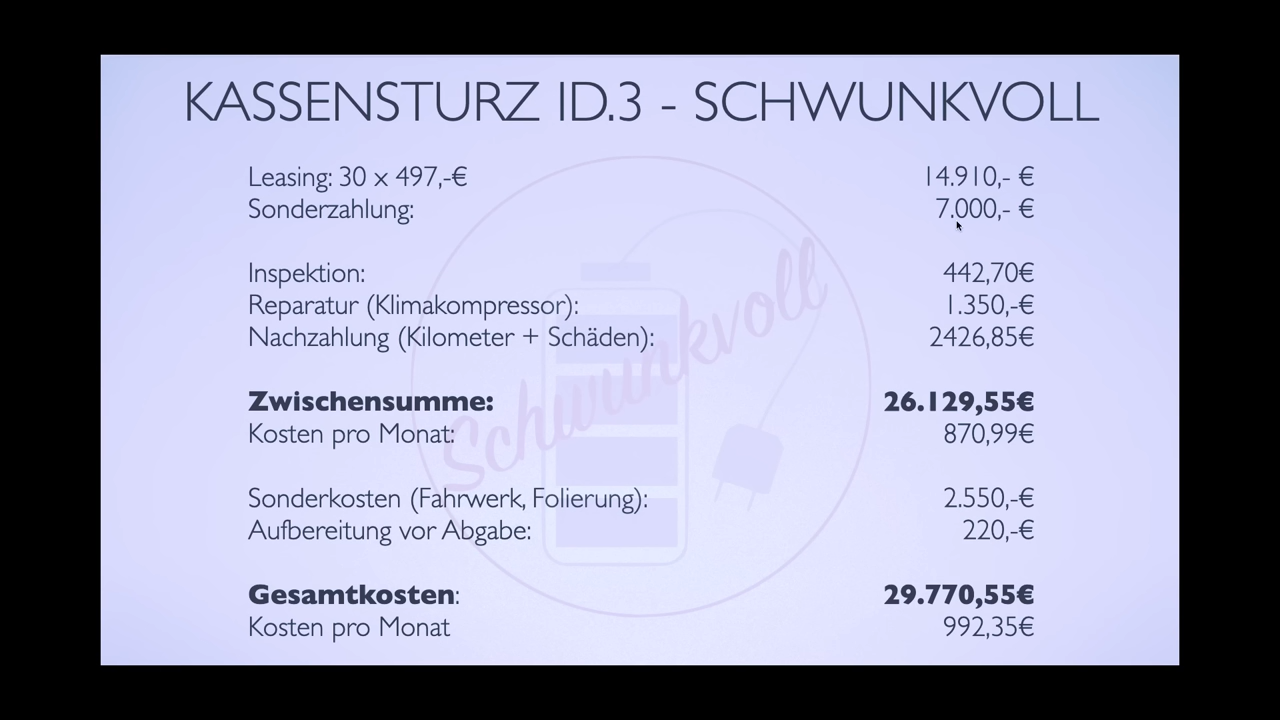 KASSENSTURZ ID.3 - SCHWUNKVOLL
Leasing: 30 x 497,-€ 14.910,- €
Sonderzahlung: 7.000,- €
Inspektion: 442,70€
Reparatur (Klimakompressor): 1.350,-€
Nachzahlung (Kilometer + Schäden): 2426,85€
Zwischensumme: 26.129,55€
Kosten pro Monat: 870,99€
Sonderkosten (Fahrwerk, Folierung): 2.550,-€
Aufbereitung vor Abgabe: 220,-€
Gesamtkosten: 29.770,55€
Kosten pro Monat 992,35€
Schwunkvoll